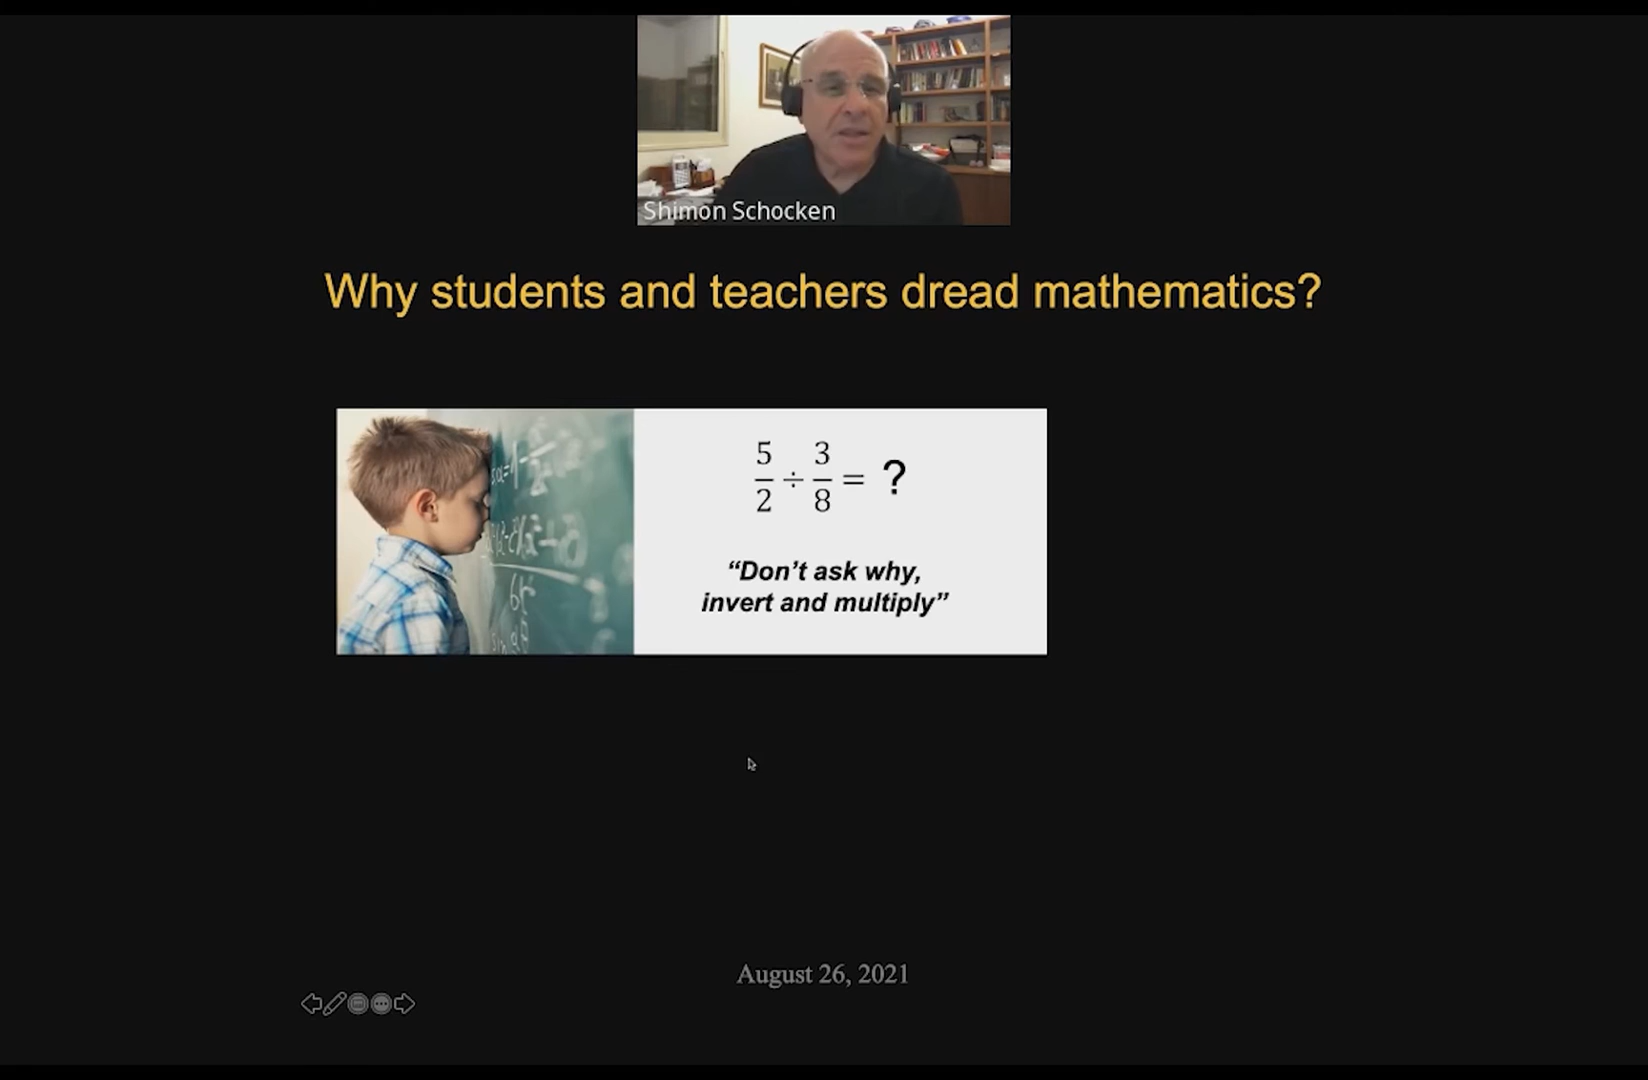 Shimon Schocken
Why students and teachers dread mathematics?
5/2 ÷ 3/8 = ?
“Don’t ask why,
invert and multiply”
August 26, 2021